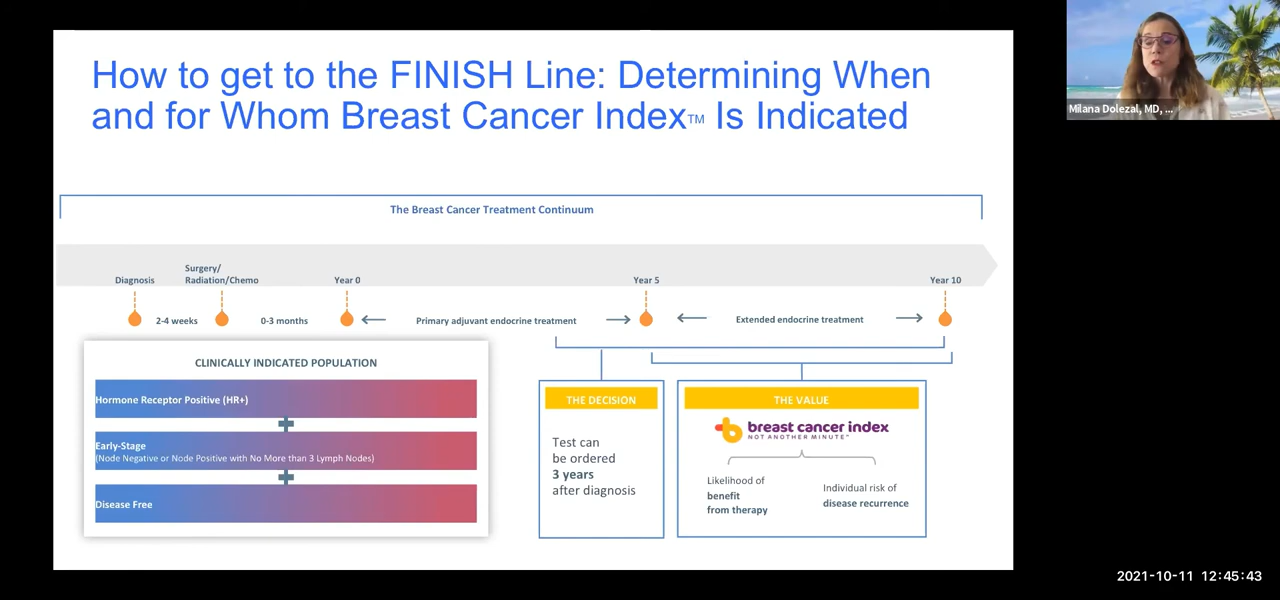 How to get to the FINISH Line: Determining When
and for Whom Breast Cancer Index™ Is Indicated
Milana Dolezal, MD, ...
The Breast Cancer Treatment Continuum
Diagnosis
Surgery/
Radiation/Chemo
Year 0
Year 5
Year 10
2-4 weeks
0-3 months
Primary adjuvant endocrine treatment
Extended endocrine treatment
CLINICALLY INDICATED POPULATION
Hormone Receptor Positive (HR+)
Early-Stage
(Node Negative or Node Positive with No More than 3 Lymph Nodes)
Disease Free
THE DECISION
Test can
be ordered
3 years
after diagnosis
THE VALUE
breast cancer index
NOT ANOTHER MINUTE™
Likelihood of
benefit
from therapy
Individual risk of
disease recurrence
2021-10-11 12:45:43